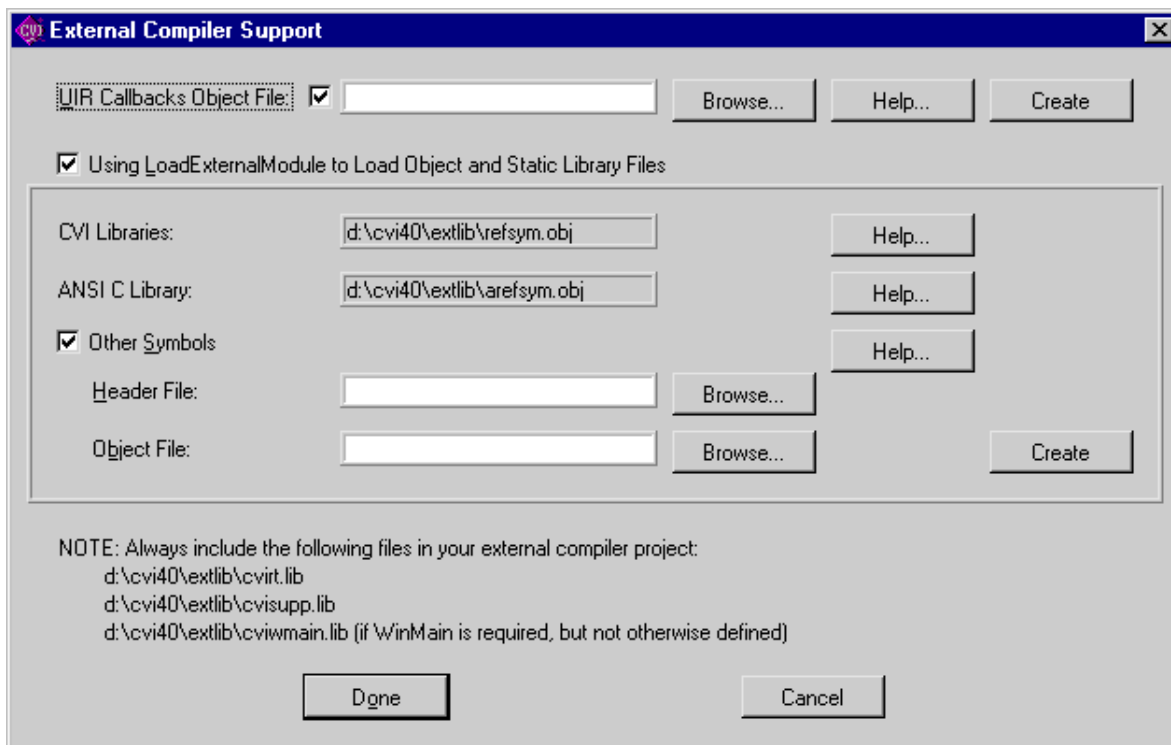 CVI External Compiler Support
UIR Callbacks Object File: Browse... Help... Create
Using LoadExternalModule to Load Object and Static Library Files
CVI Libraries: d:\cvi40\extlib\refsym.obj Help...
ANSI C Library: d:\cvi40\extlib\arefsym.obj Help...
Other Symbols Help...
Header File: Browse...
Object File: Browse... Create
NOTE: Always include the following files in your external compiler project:
d:\cvi40\extlib\cvirt.lib
d:\cvi40\extlib\cvisupp.lib
d:\cvi40\extlib\cviwmain.lib (if WinMain is required, but not otherwise defined)
Done Cancel